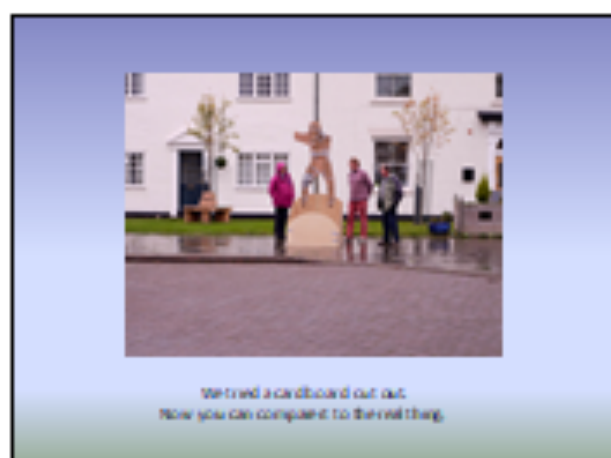 We tried a cardboard cut out.
Now you can compare it to the real thing.